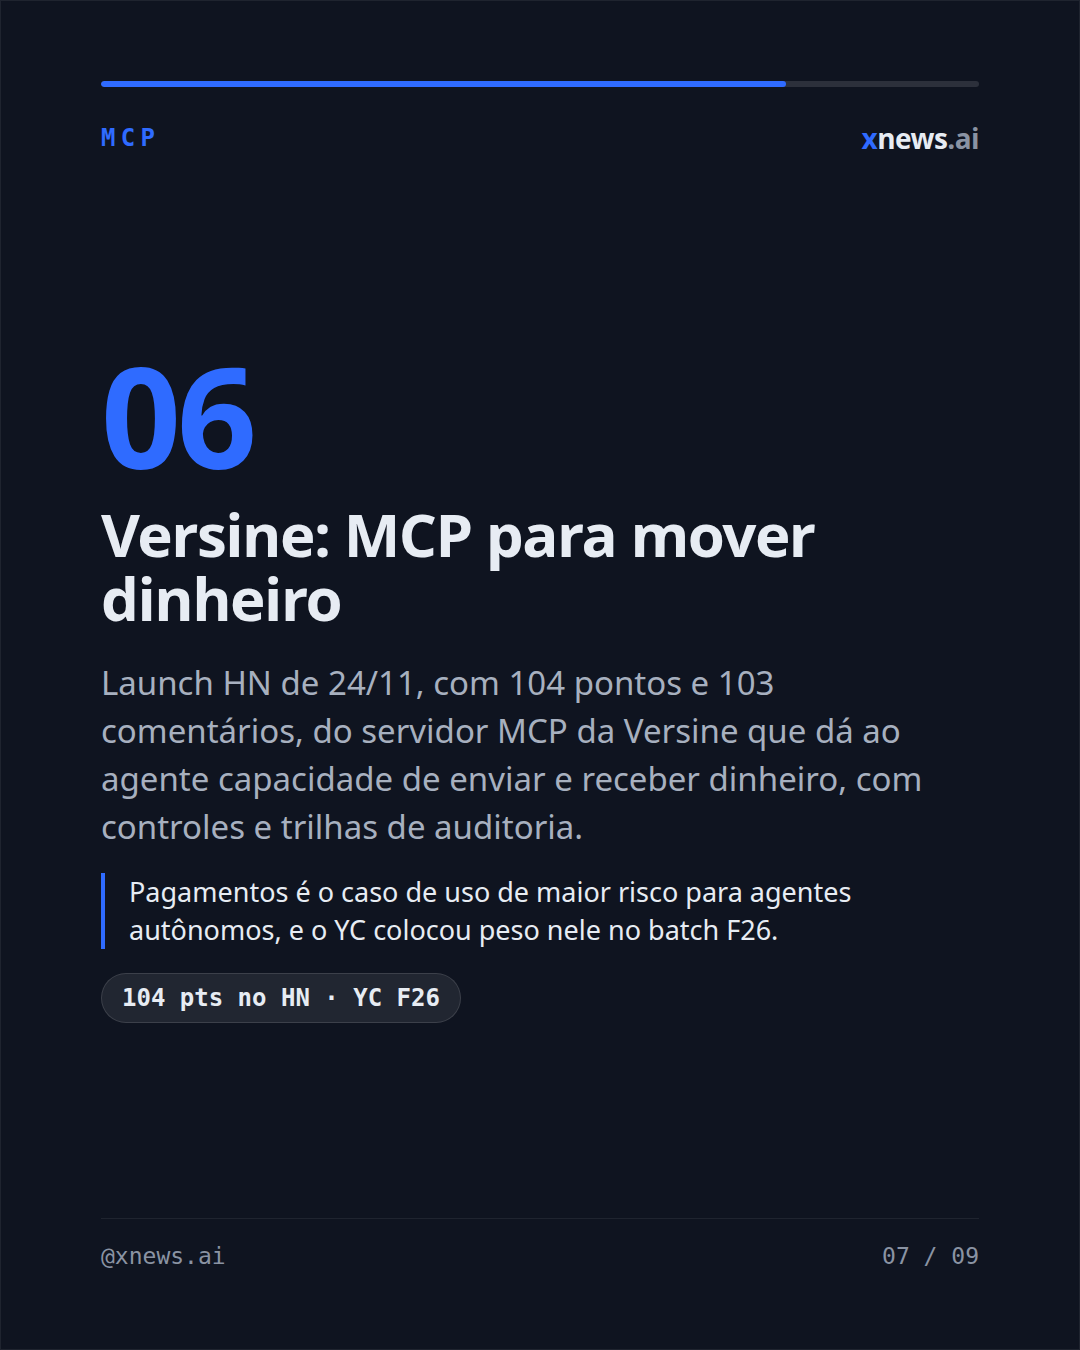 MCP
xnews.ai
06
Versine: MCP para mover
dinheiro
Launch HN de 24/11, com 104 pontos e 103
comentários, do servidor MCP da Versine que dá ao
agente capacidade de enviar e receber dinheiro, com
controles e trilhas de auditoria.
Pagamentos é o caso de uso de maior risco para agentes
autônomos, e o YC colocou peso nele no batch F26.
104 pts no HN · YC F26
@xnews.ai
07 / 09